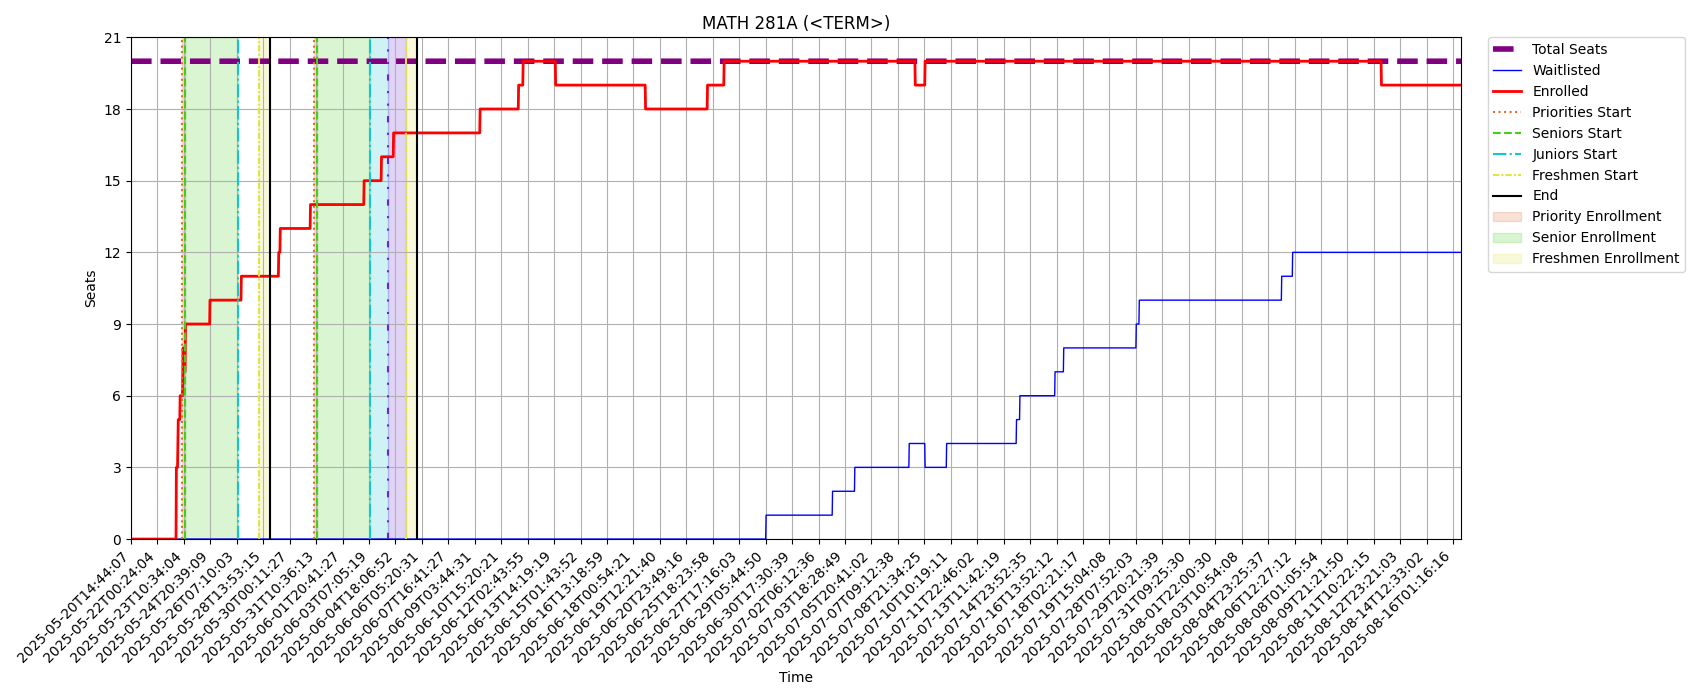 MATH 281A (<TERM>)
21
18
15
12
9
6
3
0
Seats
2025-05-20T14:44:07
2025-05-22T00:24:04
2025-05-23T10:34:04
2025-05-24T20:39:09
2025-05-26T07:10:03
2025-05-28T13:53:15
2025-05-30T00:11:27
2025-05-31T10:36:13
2025-06-01T20:41:27
2025-06-03T07:05:19
2025-06-04T18:06:52
2025-06-06T05:20:31
2025-06-07T16:41:27
2025-06-09T03:44:31
2025-06-10T15:20:21
2025-06-12T02:43:55
2025-06-13T14:19:19
2025-06-15T01:43:52
2025-06-16T13:18:59
2025-06-18T00:54:21
2025-06-19T12:21:40
2025-06-20T23:49:16
2025-06-25T18:23:58
2025-06-27T17:16:03
2025-06-29T05:44:50
2025-06-30T17:30:39
2025-07-02T06:12:36
2025-07-03T18:28:49
2025-07-05T20:41:02
2025-07-07T09:12:38
2025-07-08T21:34:25
2025-07-10T10:19:11
2025-07-11T22:46:02
2025-07-13T11:42:19
2025-07-14T23:52:35
2025-07-16T13:52:12
2025-07-18T02:21:17
2025-07-19T15:04:08
2025-07-28T07:52:03
2025-07-29T20:21:39
2025-07-31T09:25:30
2025-08-01T22:00:30
2025-08-03T10:54:08
2025-08-04T23:25:37
2025-08-06T12:27:12
2025-08-08T01:05:54
2025-08-09T21:21:50
2025-08-11T10:22:15
2025-08-12T23:21:03
2025-08-14T12:33:02
2025-08-16T01:16:16
Time
Total Seats
Waitlisted
Enrolled
Priorities Start
Seniors Start
Juniors Start
Freshmen Start
End
Priority Enrollment
Senior Enrollment
Freshmen Enrollment